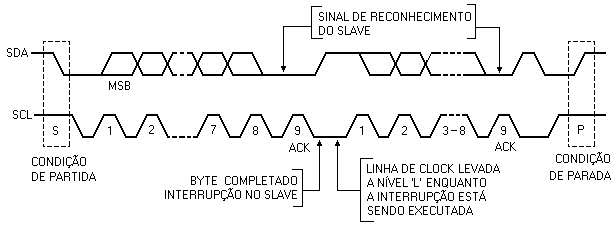 SINAL DE RECONHECIMENTO
DO SLAVE
SDA
MSB
SCL
S 1 2 7 8 9 1 2 3-8 9 P
ACK ACK
CONDIÇÃO
DE PARTIDA
BYTE COMPLETADO
INTERRUPÇÃO NO SLAVE
LINHA DE CLOCK LEVADA
A NÍVEL 'L' ENQUANTO
A INTERRUPÇÃO ESTÁ
SENDO EXECUTADA
CONDIÇÃO
DE PARADA